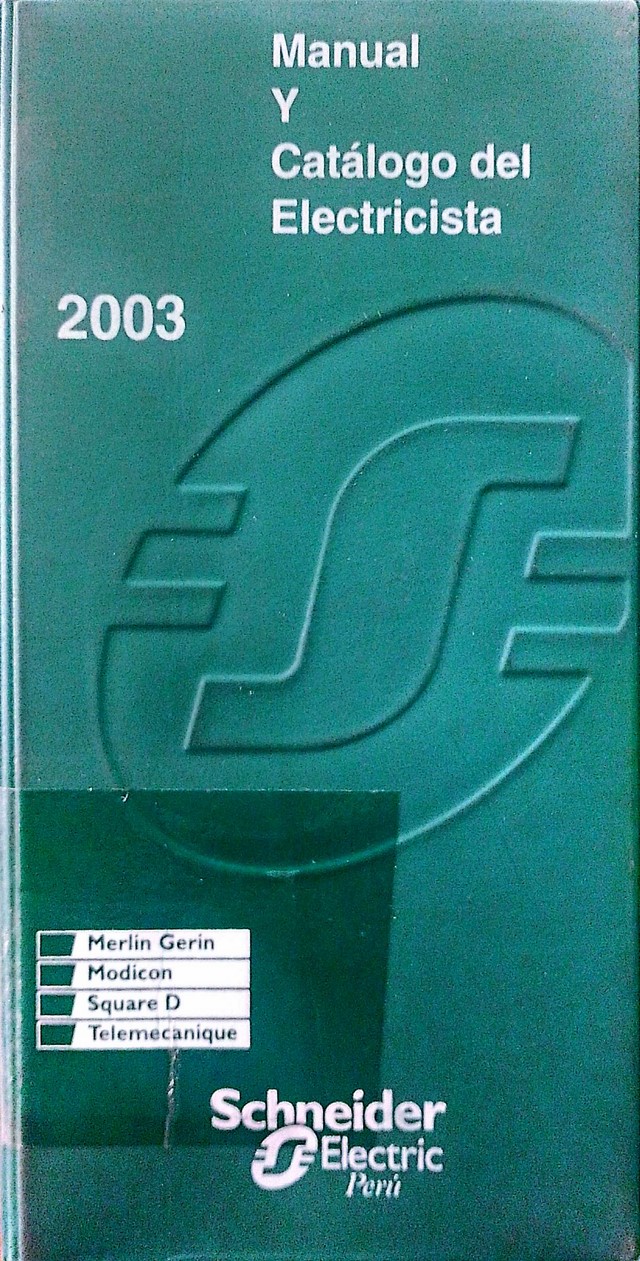 Manual
Y
Catálogo del
Electricista
2003
Merlin Gerin
Modicon
Square D
Telemecanique
Schneider
Electric
Perú